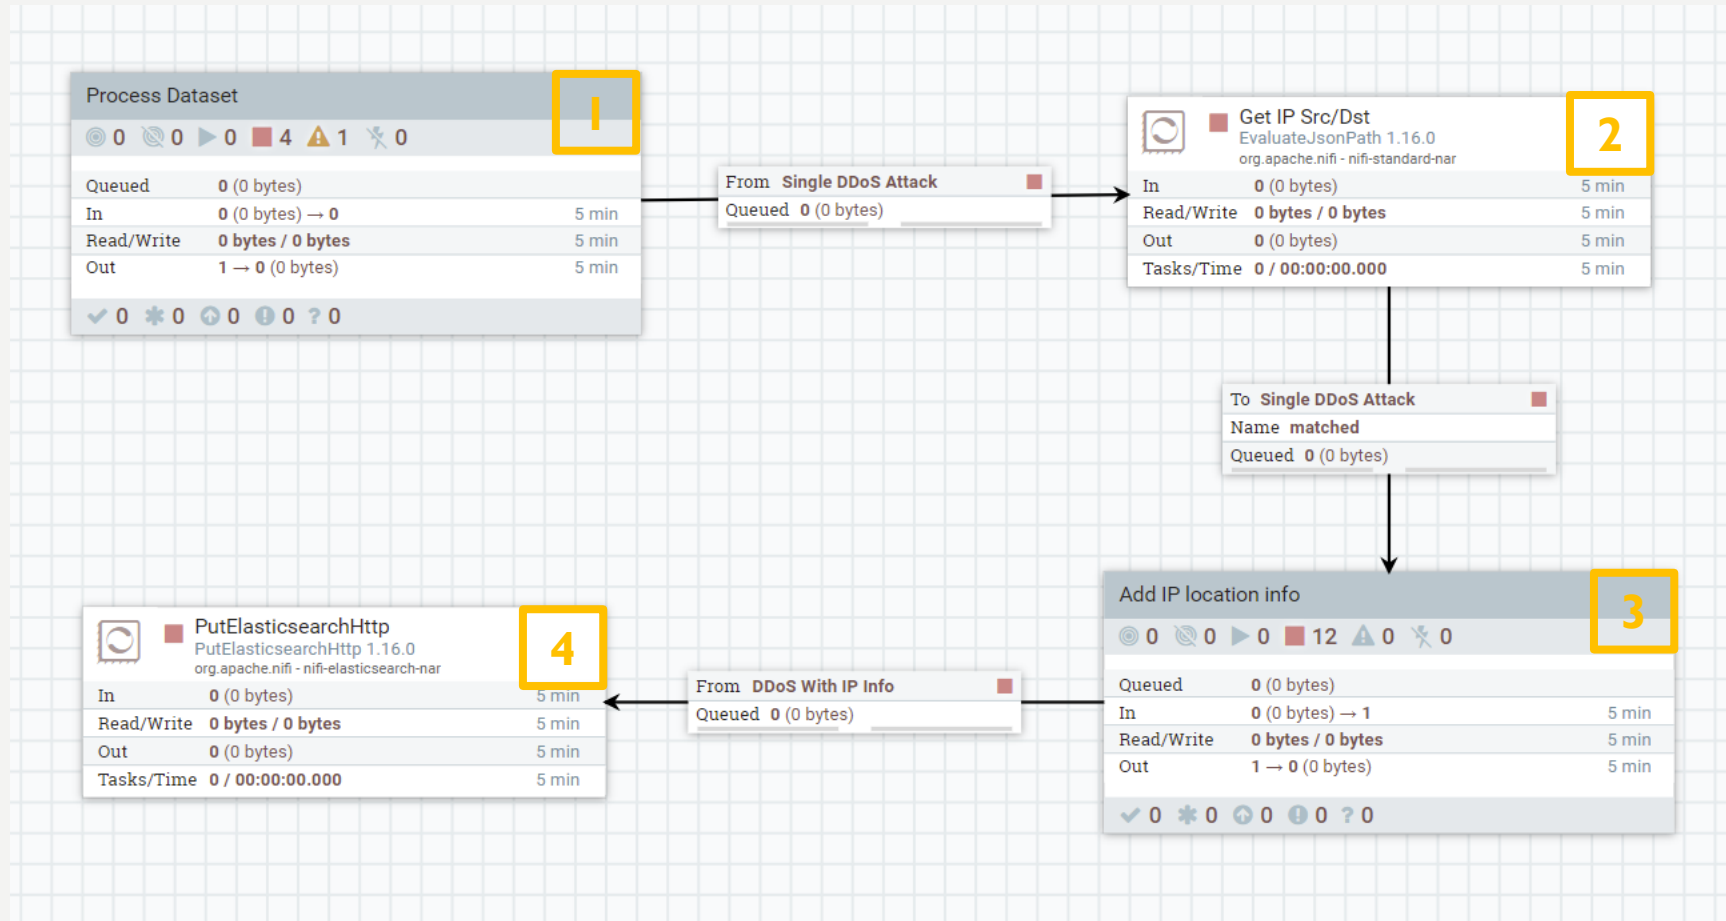 Process Dataset
1
0 0 0 4 1 0
Queued 0 (0 bytes)
In 0 (0 bytes) → 0 5 min
Read/Write 0 bytes / 0 bytes 5 min
Out 1 → 0 (0 bytes) 5 min
0 0 0 0 ? 0
From Single DDoS Attack
Queued 0 (0 bytes)
Get IP Src/Dst
2
EvaluateJsonPath 1.16.0
org.apache.nifi - nifi-standard-nar
In 0 (0 bytes) 5 min
Read/Write 0 bytes / 0 bytes 5 min
Out 0 (0 bytes) 5 min
Tasks/Time 0 / 00:00:00.000 5 min
To Single DDoS Attack
Name matched
Queued 0 (0 bytes)
Add IP location info
3
0 0 0 12 0 0
Queued 0 (0 bytes)
In 0 (0 bytes) → 1 5 min
Read/Write 0 bytes / 0 bytes 5 min
Out 1 → 0 (0 bytes) 5 min
0 0 0 0 ? 0
From DDoS With IP Info
Queued 0 (0 bytes)
PutElasticsearchHttp
4
PutElasticsearchHttp 1.16.0
org.apache.nifi - nifi-elasticsearch-nar
In 0 (0 bytes) 5 min
Read/Write 0 bytes / 0 bytes 5 min
Out 0 (0 bytes) 5 min
Tasks/Time 0 / 00:00:00.000 5 min